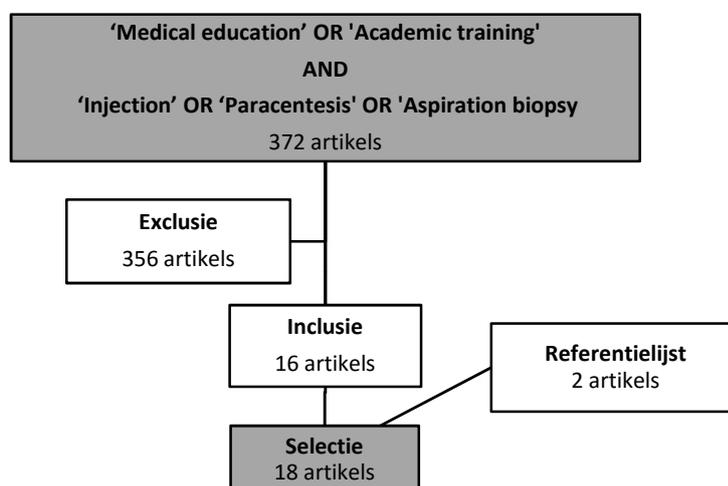 ‘Medical education’ OR 'Academic training'
AND
‘Injection’ OR ‘Paracentesis' OR 'Aspiration biopsy
372 artikels
Exclusie
356 artikels
Inclusie
16 artikels
Referentielijst
2 artikels
Selectie
18 artikels